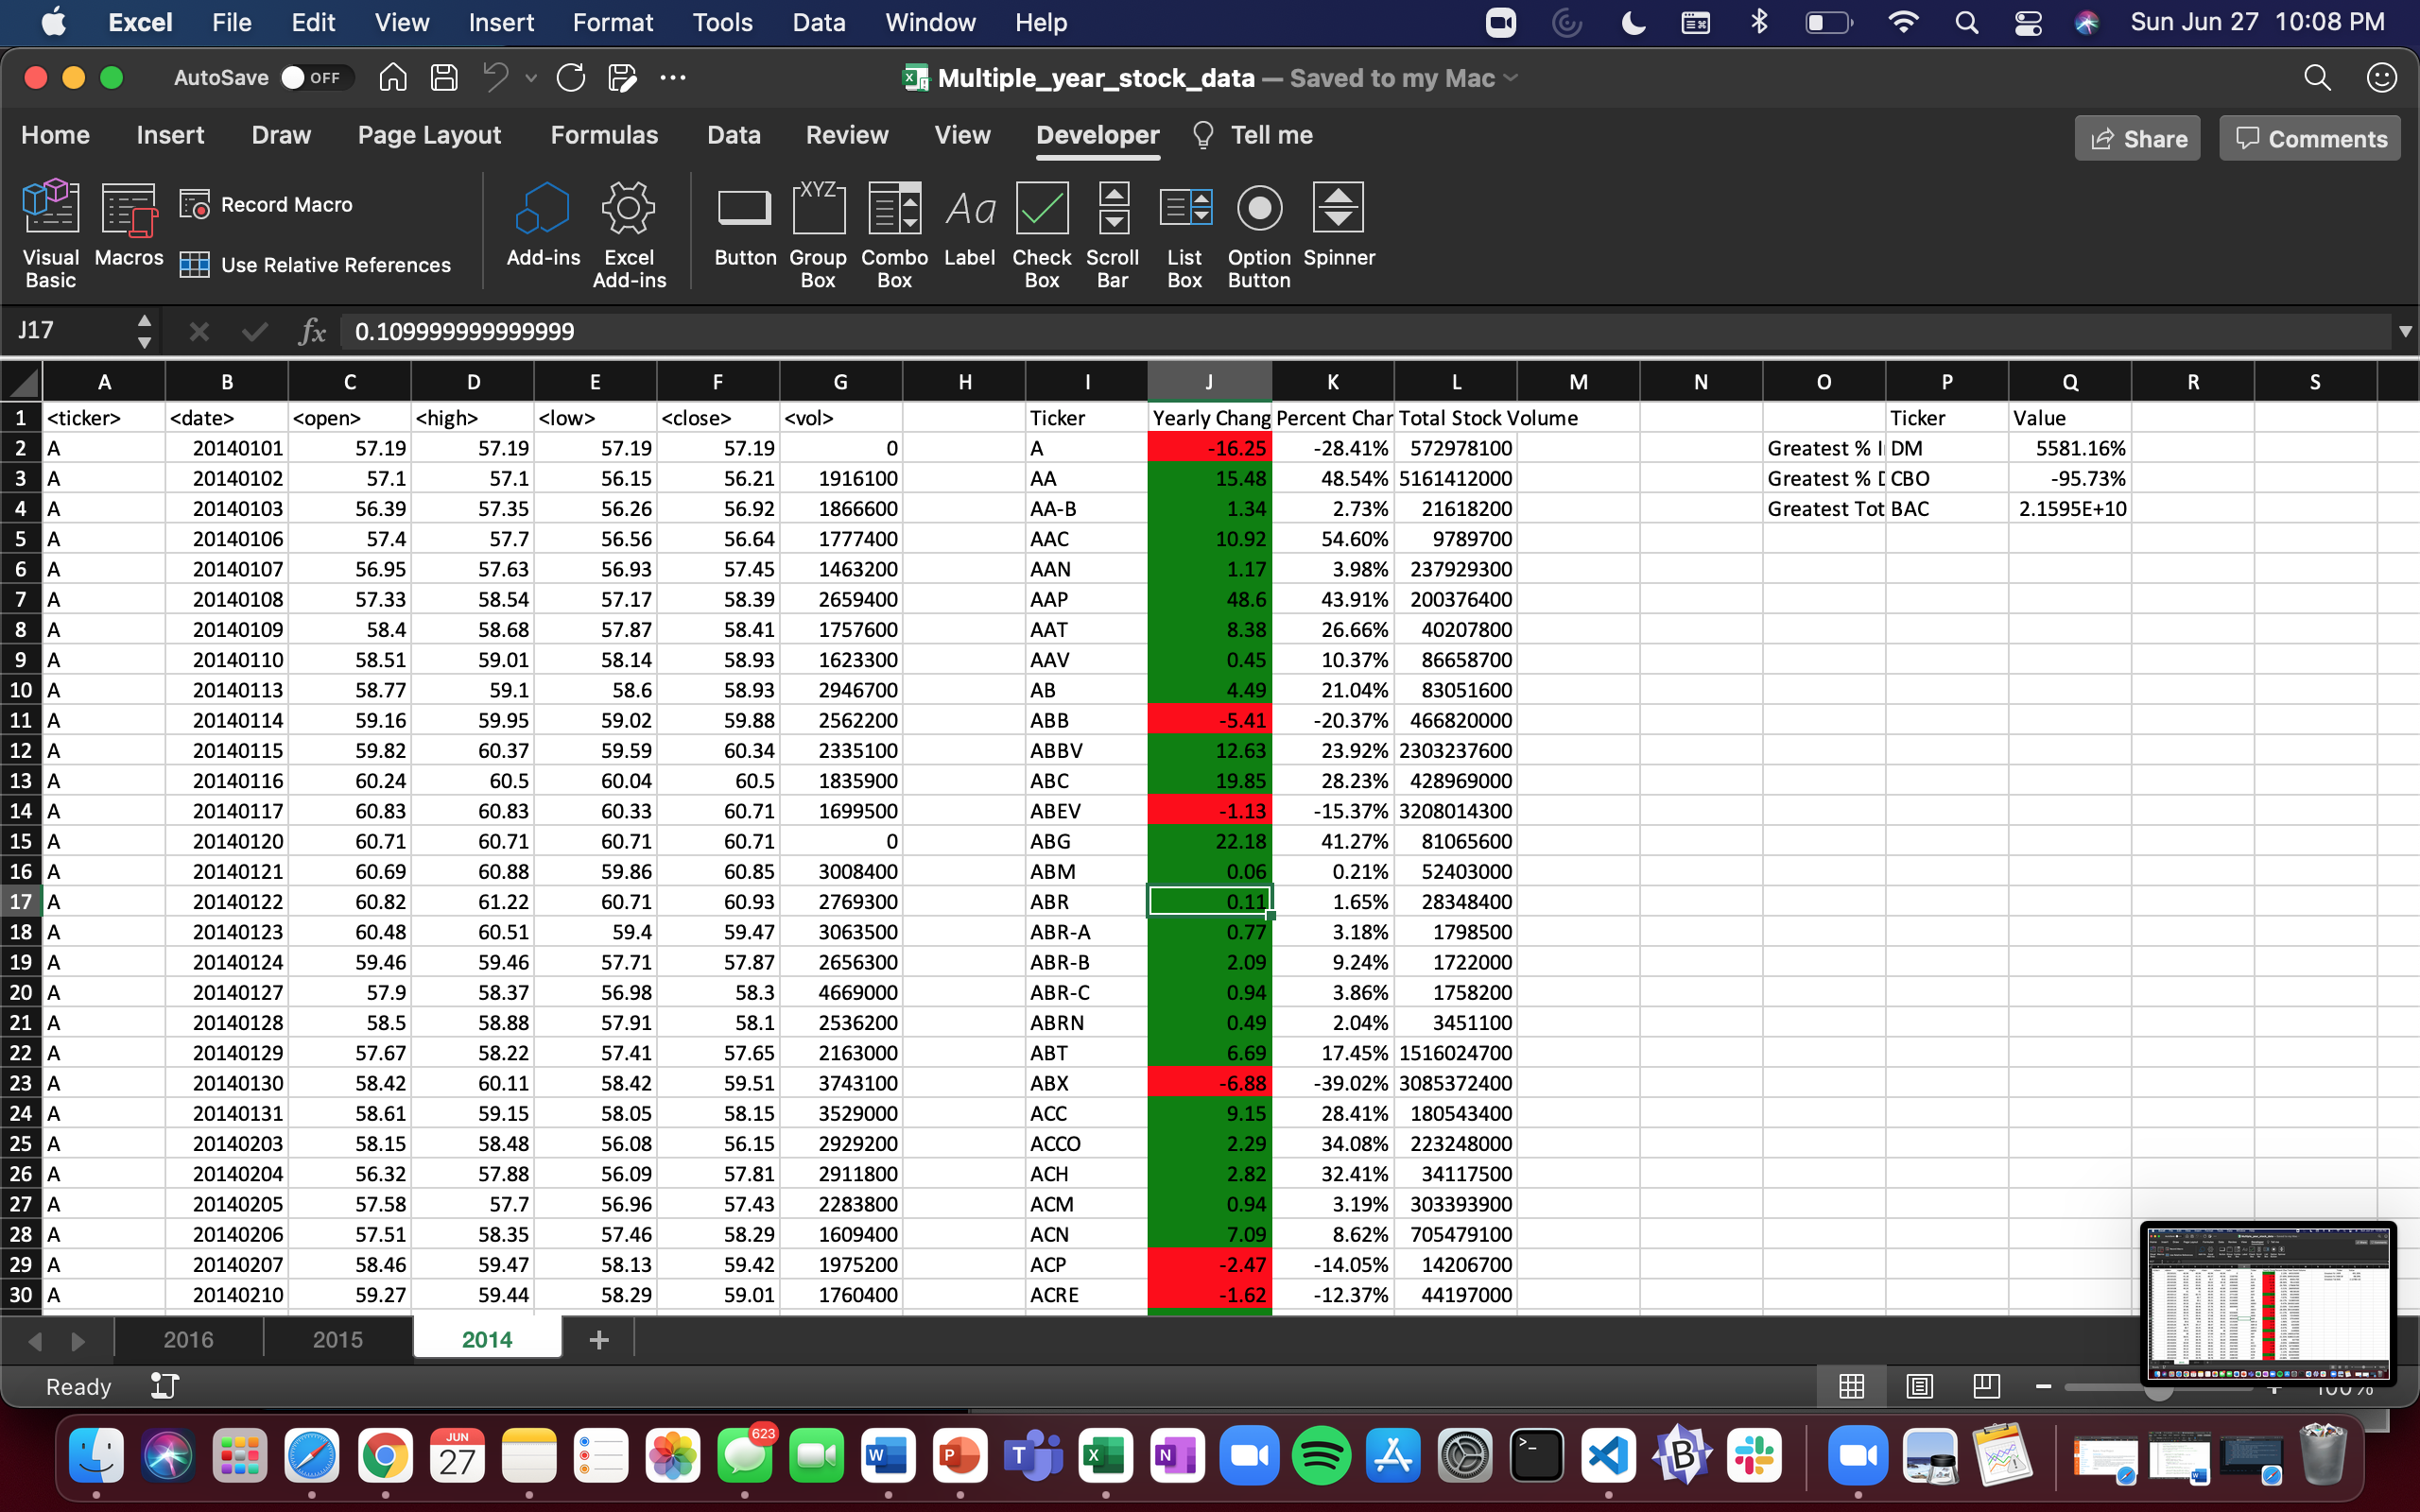 Excel File Edit View Insert Format Tools Data Window Help Sun Jun 27 10:08 PM
AutoSave OFF Multiple_year_stock_data — Saved to my Mac
Home Insert Draw Page Layout Formulas Data Review View Developer Tell me Share Comments
Visual Basic Macros Record Macro Use Relative References Add-ins Excel Add-ins Button Group Box Combo Box Label Check Box Scroll Bar List Box Option Button Spinner
J17 fx 0.109999999999999
A B C D E F G H I J K L M N O P Q R S
1 <ticker> <date> <open> <high> <low> <close> <vol> Ticker Yearly Chang Percent Char Total Stock Volume Ticker Value
2 A 20140101 57.19 57.19 57.19 57.19 0 A -16.25 -28.41% 572978100 Greatest % I DM 5581.16%
3 A 20140102 57.1 57.1 56.15 56.21 1916100 AA 15.48 48.54% 5161412000 Greatest % D CBO -95.73%
4 A 20140103 56.39 57.35 56.26 56.92 1866600 AA-B 1.34 2.73% 21618200 Greatest Tot BAC 2.1595E+10
5 A 20140106 57.4 57.7 56.56 56.64 1777400 AAC 10.92 54.60% 9789700
6 A 20140107 56.95 57.63 56.93 57.45 1463200 AAN 1.17 3.98% 237929300
7 A 20140108 57.33 58.54 57.17 58.39 2659400 AAP 48.6 43.91% 200376400
8 A 20140109 58.4 58.68 57.87 58.41 1757600 AAT 8.38 26.66% 40207800
9 A 20140110 58.51 59.01 58.14 58.93 1623300 AAV 0.45 10.37% 86658700
10 A 20140113 58.77 59.1 58.6 58.93 2946700 AB 4.49 21.04% 83051600
11 A 20140114 59.16 59.95 59.02 59.88 2562200 ABB -5.41 -20.37% 466820000
12 A 20140115 59.82 60.37 59.59 60.34 2335100 ABBV 12.63 23.92% 2303237600
13 A 20140116 60.24 60.5 60.04 60.5 1835900 ABC 19.85 28.23% 428969000
14 A 20140117 60.83 60.83 60.33 60.71 1699500 ABEV -1.13 -15.37% 3208014300
15 A 20140120 60.71 60.71 60.71 60.71 0 ABG 22.18 41.27% 81065600
16 A 20140121 60.69 60.88 59.86 60.85 3008400 ABM 0.06 0.21% 52403000
17 A 20140122 60.82 61.22 60.71 60.93 2769300 ABR 0.11 1.65% 28348400
18 A 20140123 60.48 60.51 59.4 59.47 3063500 ABR-A 0.77 3.18% 1798500
19 A 20140124 59.46 59.46 57.71 57.87 2656300 ABR-B 2.09 9.24% 1722000
20 A 20140127 57.9 58.37 56.98 58.3 4669000 ABR-C 0.94 3.86% 1758200
21 A 20140128 58.5 58.88 57.91 58.1 2536200 ABRN 0.49 2.04% 3451100
22 A 20140129 57.67 58.22 57.41 57.65 2163000 ABT 6.69 17.45% 1516024700
23 A 20140130 58.42 60.11 58.42 59.51 3743100 ABX -6.88 -39.02% 3085372400
24 A 20140131 58.61 59.15 58.05 58.15 3529000 ACC 9.15 28.41% 180543400
25 A 20140203 58.15 58.48 56.08 56.15 2929200 ACCO 2.29 34.08% 223248000
26 A 20140204 56.32 57.88 56.09 57.81 2911800 ACH 2.82 32.41% 34117500
27 A 20140205 57.58 57.7 56.96 57.43 2283800 ACM 0.94 3.19% 303393900
28 A 20140206 57.51 58.35 57.46 58.29 1609400 ACN 7.09 8.62% 705479100
29 A 20140207 58.46 59.47 58.13 59.42 1975200 ACP -2.47 -14.05% 14206700
30 A 20140210 59.27 59.44 58.29 59.01 1760400 ACRE -1.62 -12.37% 44197000
2016 2015 2014
Ready 100%
JUN 27 623